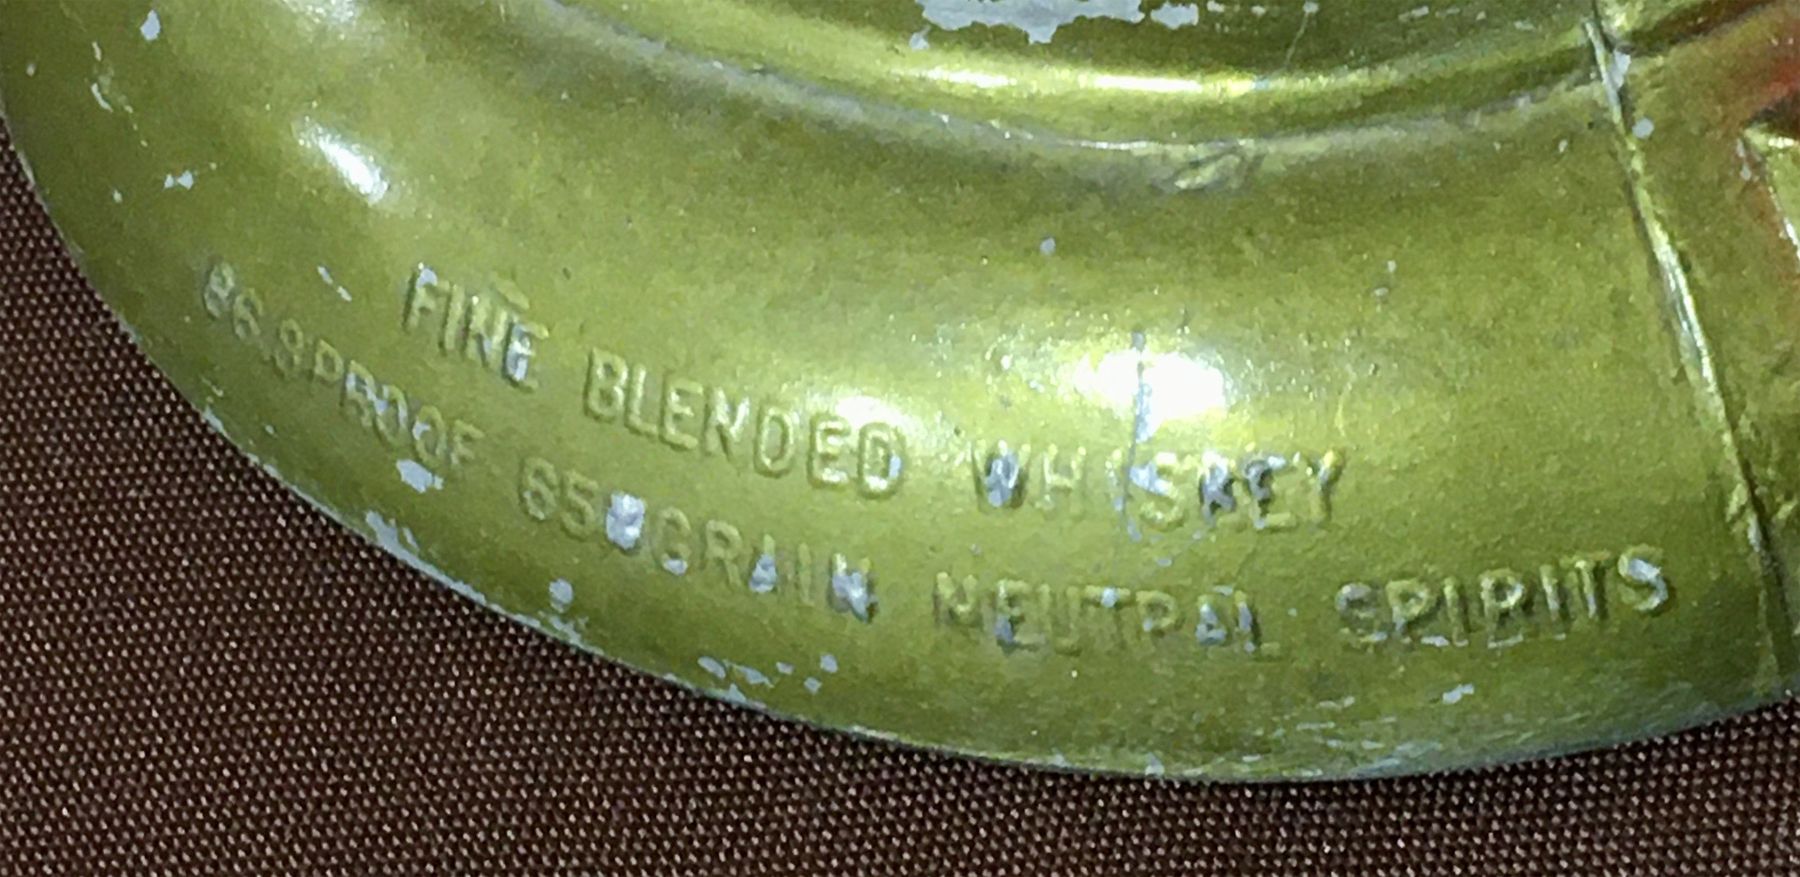 FINE BLENDED WHISKEY
86.8 PROOF 65% GRAIN NEUTRAL SPIRITS